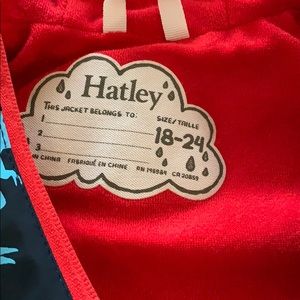 Hatley
THIS JACKET BELONGS TO:
SIZE/TAILLE
1
2
3
18-24
IN CHINA FABRIQUÉ EN CHINE RN 98984 CA 20859